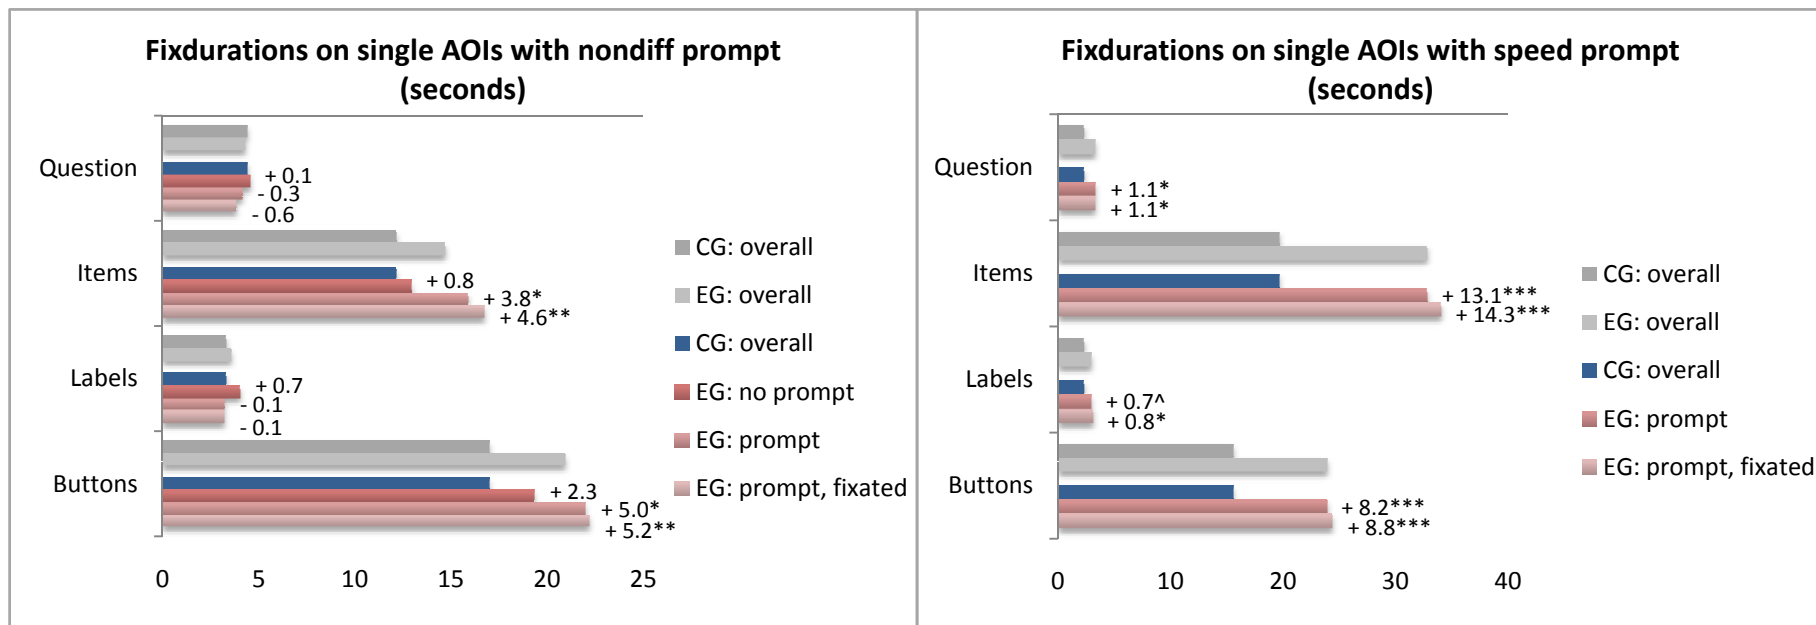 Fixdurations on single AOIs with nondiff prompt
(seconds)
Question
+ 0.1
- 0.3
- 0.6
Items
+ 0.8
+ 3.8*
+ 4.6**
Labels
+ 0.7
- 0.1
- 0.1
Buttons
+ 2.3
+ 5.0*
+ 5.2**
0 5 10 15 20 25
CG: overall
EG: overall
CG: overall
EG: no prompt
EG: prompt
EG: prompt, fixated
Fixdurations on single AOIs with speed prompt
(seconds)
Question
+ 1.1*
+ 1.1*
Items
+ 13.1***
+ 14.3***
Labels
+ 0.7^
+ 0.8*
Buttons
+ 8.2***
+ 8.8***
0 10 20 30 40
CG: overall
EG: overall
CG: overall
EG: prompt
EG: prompt, fixated